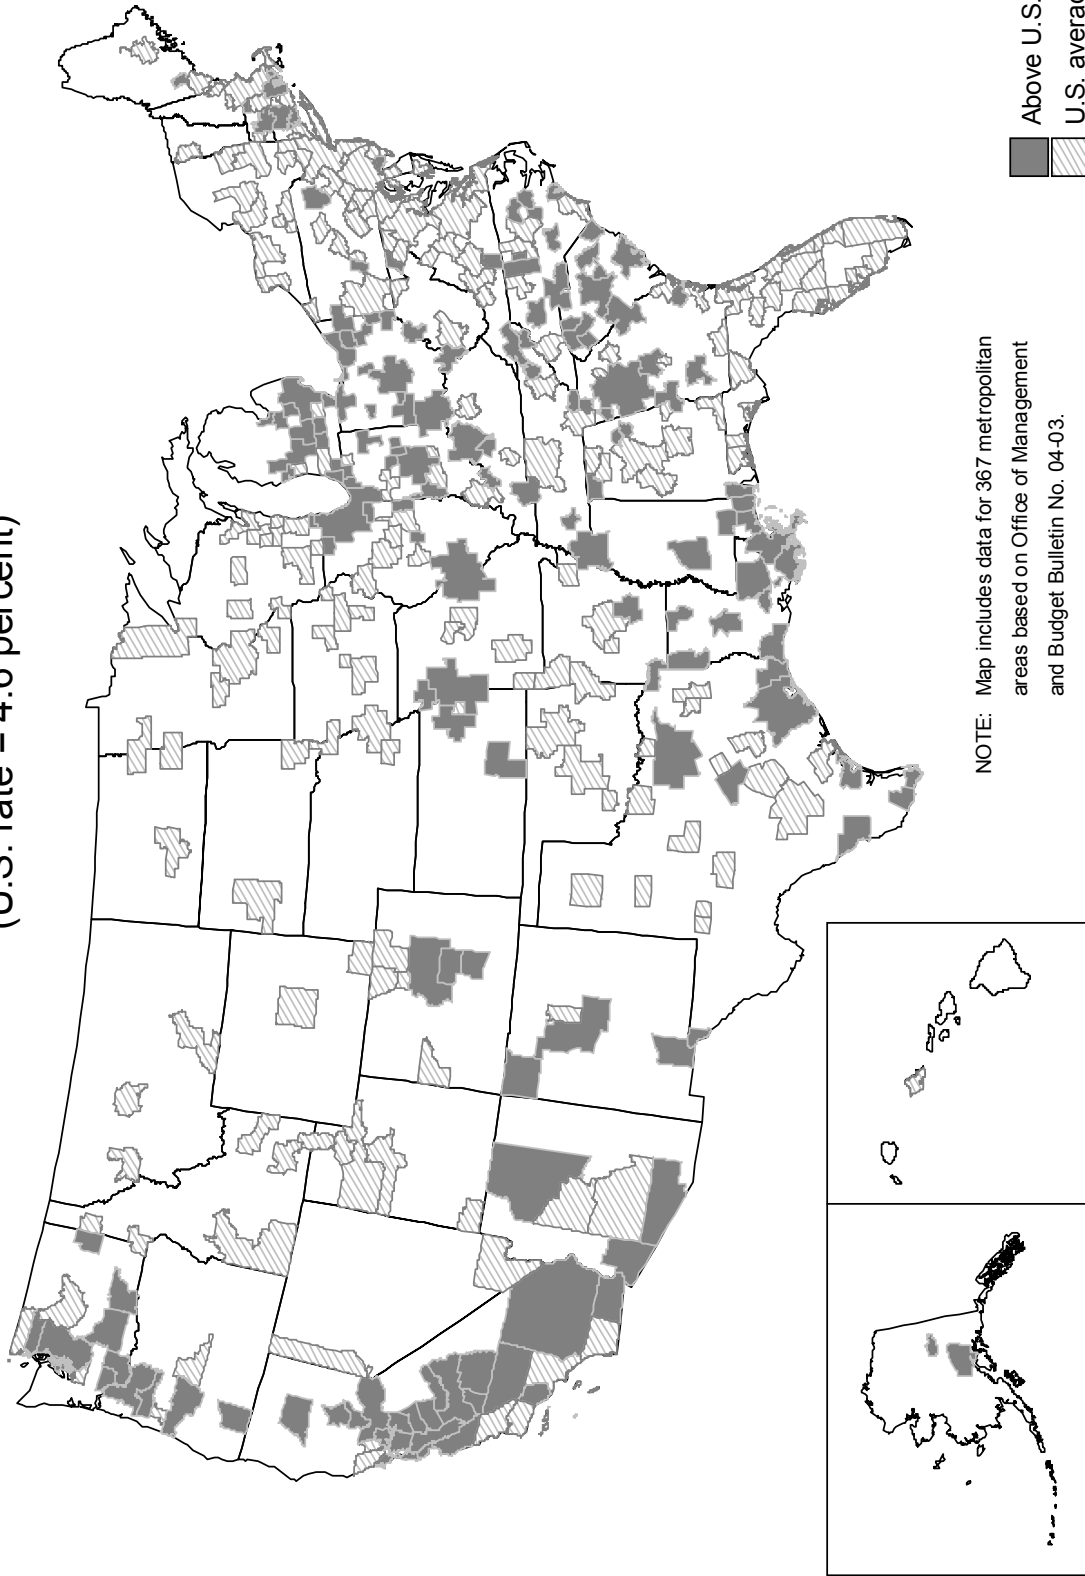 (U.S. rate = 4.6 percent)
Above U.S.
U.S. averag
NOTE: Map includes data for 367 metropolitan
areas based on Office of Management
and Budget Bulletin No. 04-03.